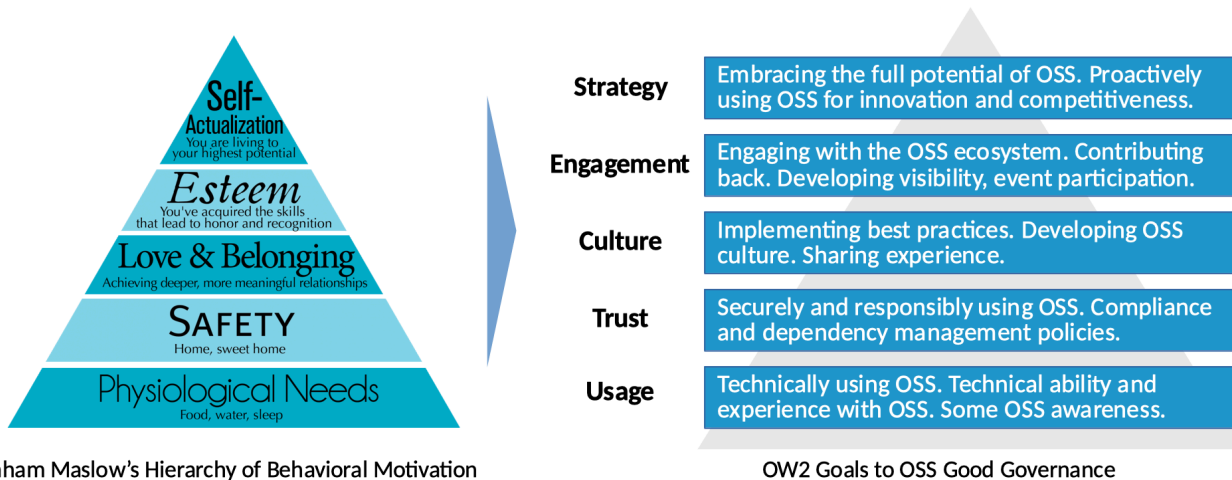 Self-
Actualization
You are living to
your highest potential
Esteem
You've acquired the skills
that lead to honor and recognition
Love & Belonging
Achieving deeper, more meaningful relationships
SAFETY
Home, sweet home
Physiological Needs
Food, water, sleep
Maslow's Hierarchy of Behavioral Motivation
Strategy
Embracing the full potential of OSS. Proactively
using OSS for innovation and competitiveness.
Engagement
Engaging with the OSS ecosystem. Contributing
back. Developing visibility, event participation.
Culture
Implementing best practices. Developing OSS
culture. Sharing experience.
Trust
Securely and responsibly using OSS. Compliance
and dependency management policies.
Usage
Technically using OSS. Technical ability and
experience with OSS. Some OSS awareness.
OW2 Goals to OSS Good Governance